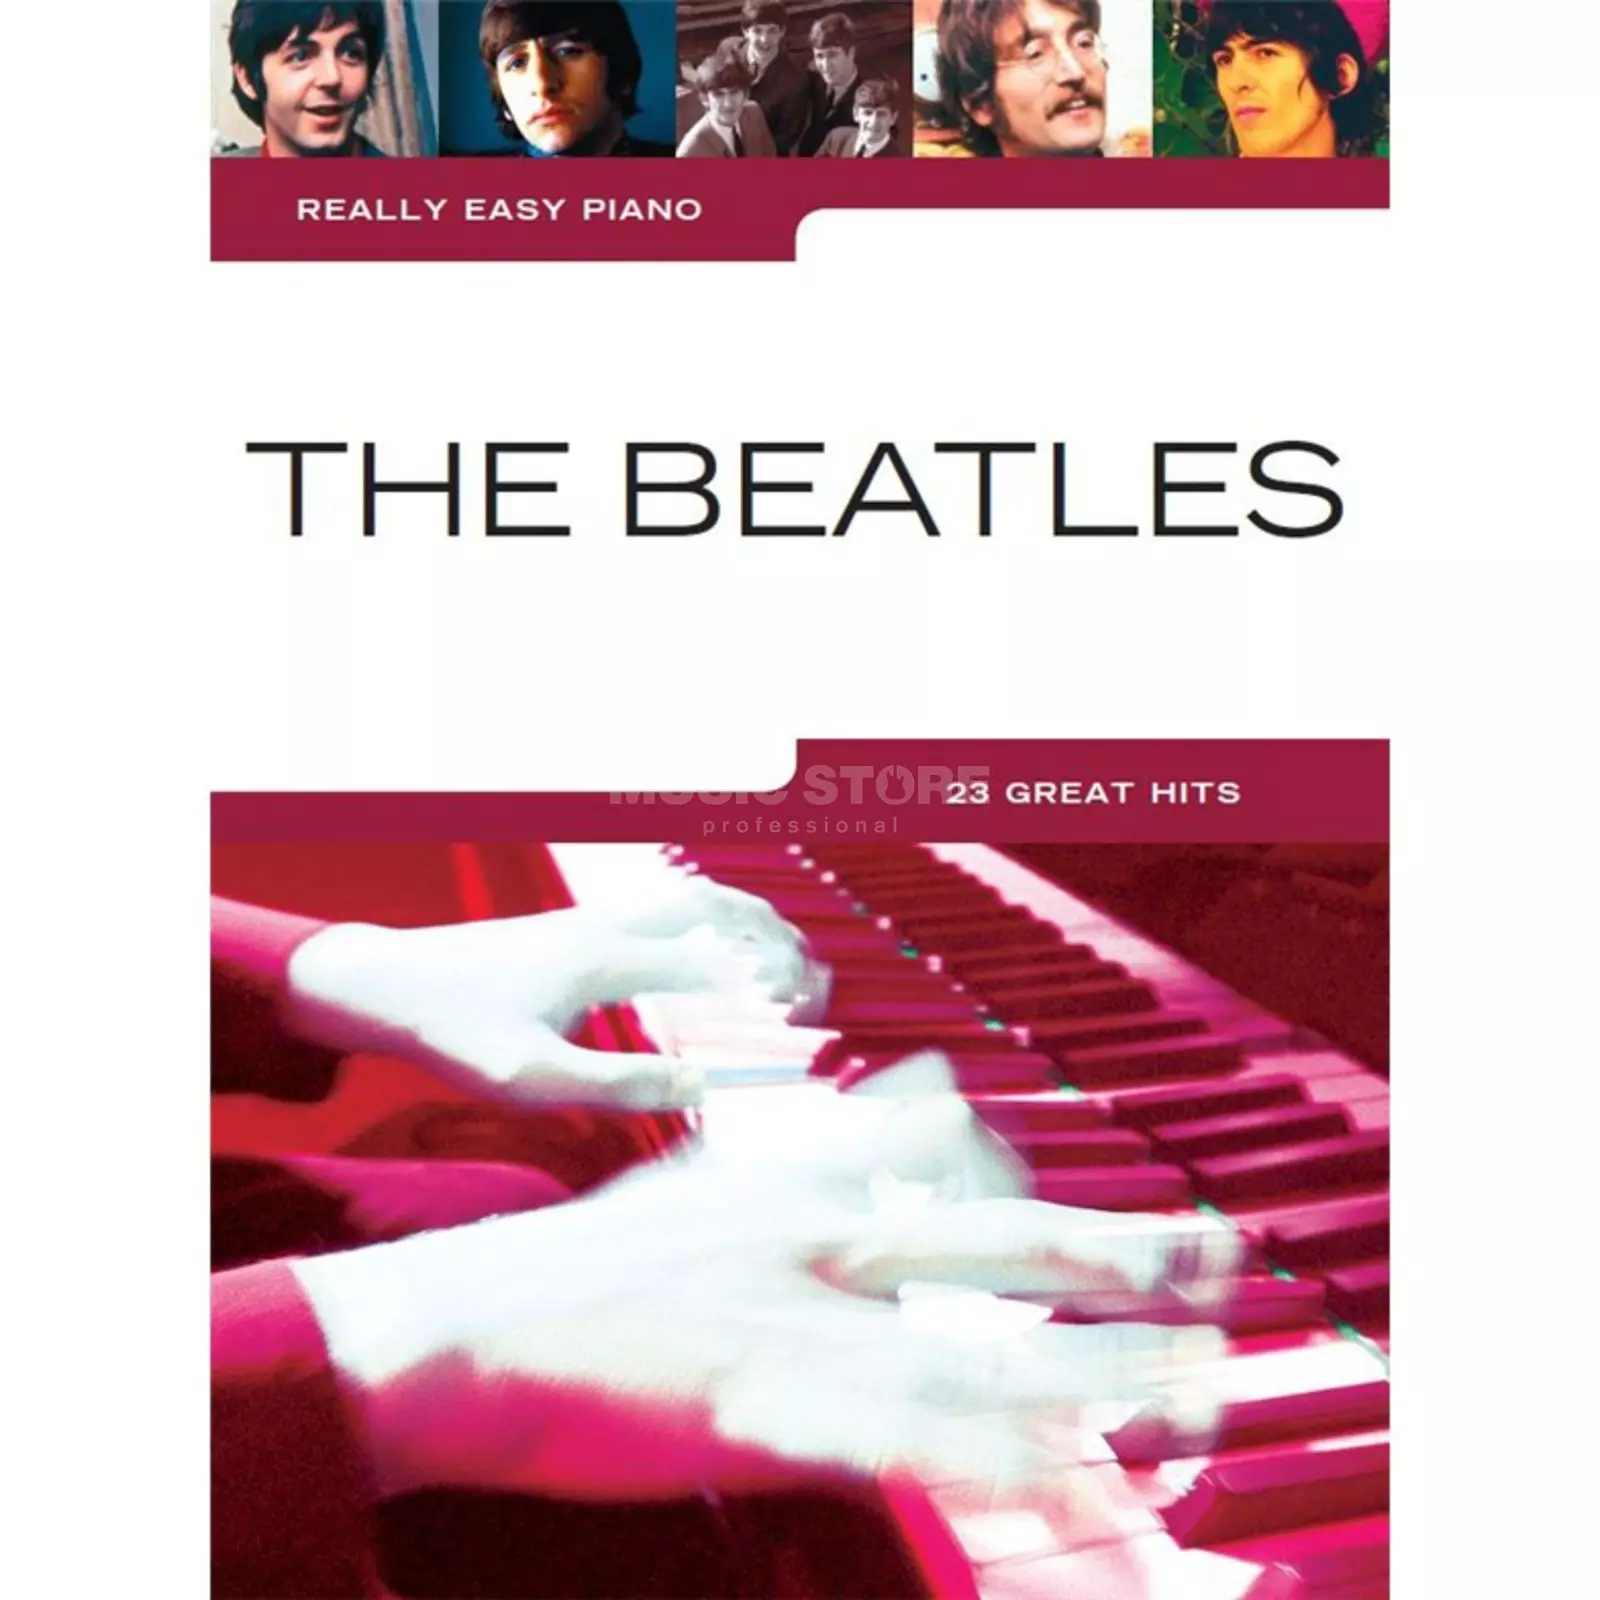 REALLY EASY PIANO
THE BEATLES
MUSIC STORE
23 GREAT HITS
professional